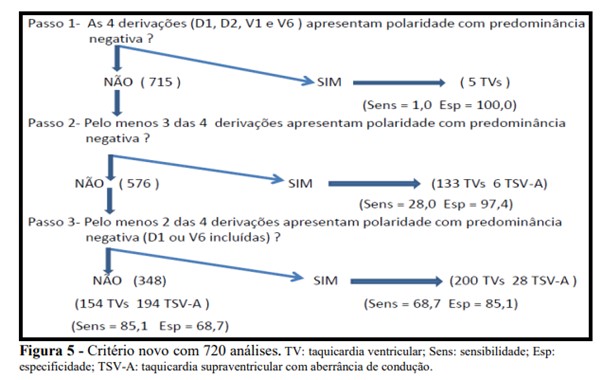 Passo 1- As 4 derivações (D1, D2, V1 e V6 ) apresentam polaridade com predominância
negativa ?
NÃO ( 715 ) SIM ( 5 TVs )
(Sens = 1,0 Esp = 100,0)
Passo 2- Pelo menos 3 das 4 derivações apresentam polaridade com predominância
negativa ?
NÃO ( 576 ) SIM (133 TVs 6 TSV-A)
(Sens = 28,0 Esp = 97,4)
Passo 3- Pelo menos 2 das 4 derivações apresentam polaridade com predominância
negativa (D1 ou V6 incluídas) ?
NÃO (348) SIM (200 TVs 28 TSV-A )
(154 TVs 194 TSV-A ) (Sens = 68,7 Esp = 85,1)
(Sens = 85,1 Esp = 68,7)
Figura 5 - Critério novo com 720 análises. TV: taquicardia ventricular; Sens: sensibilidade; Esp:
especificidade; TSV-A: taquicardia supraventricular com aberrância de condução.